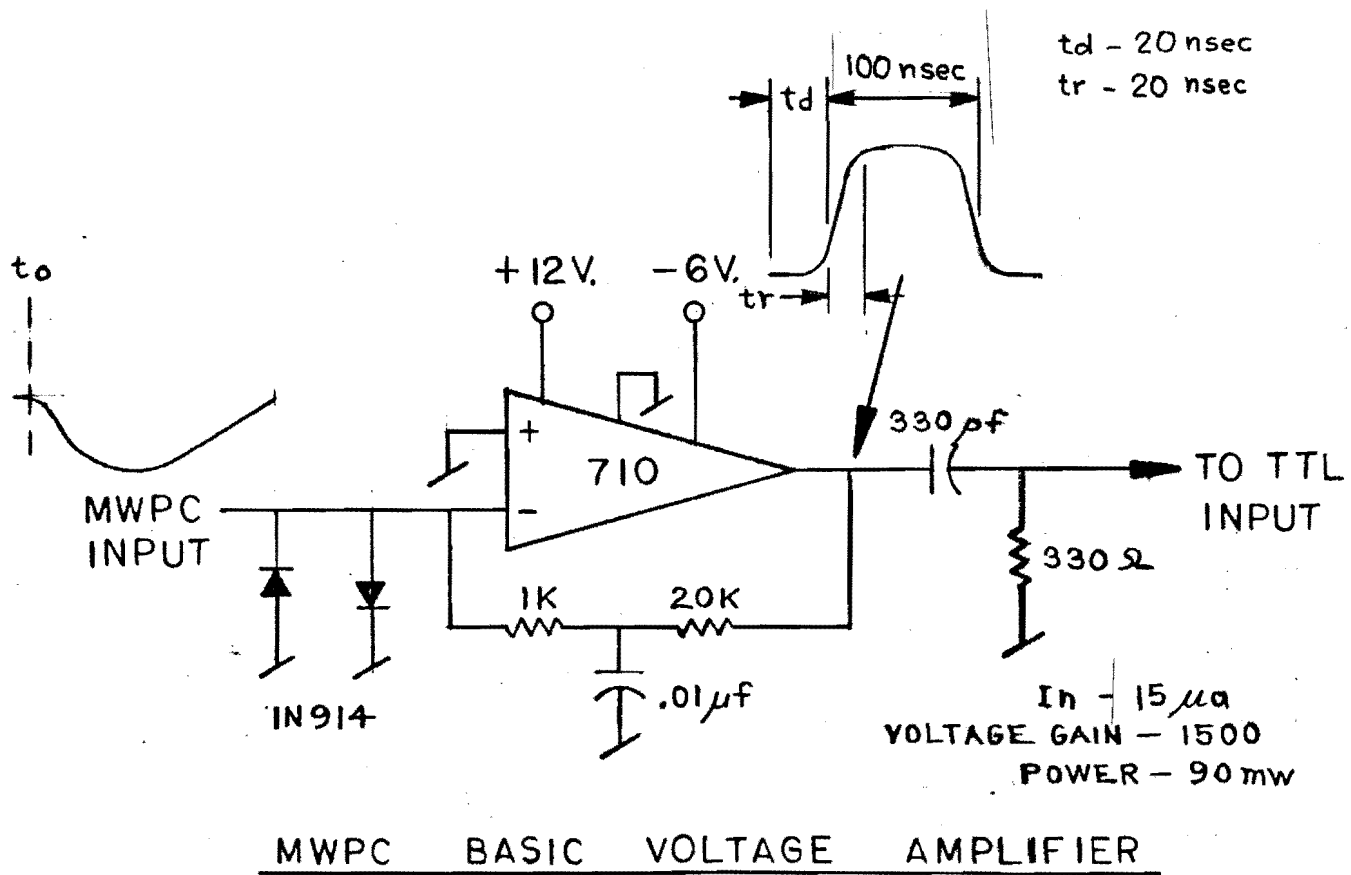 td - 20 nsec
tr - 20 nsec
100 nsec
td
tr
to
+12V.
-6V.
+
710
-
330 pf
TO TTL
INPUT
MWPC
INPUT
330 Ω
1K
20K
.01 μf
IN914
In - 15 μa
VOLTAGE GAIN - 1500
POWER - 90 mw
MWPC BASIC VOLTAGE AMPLIFIER